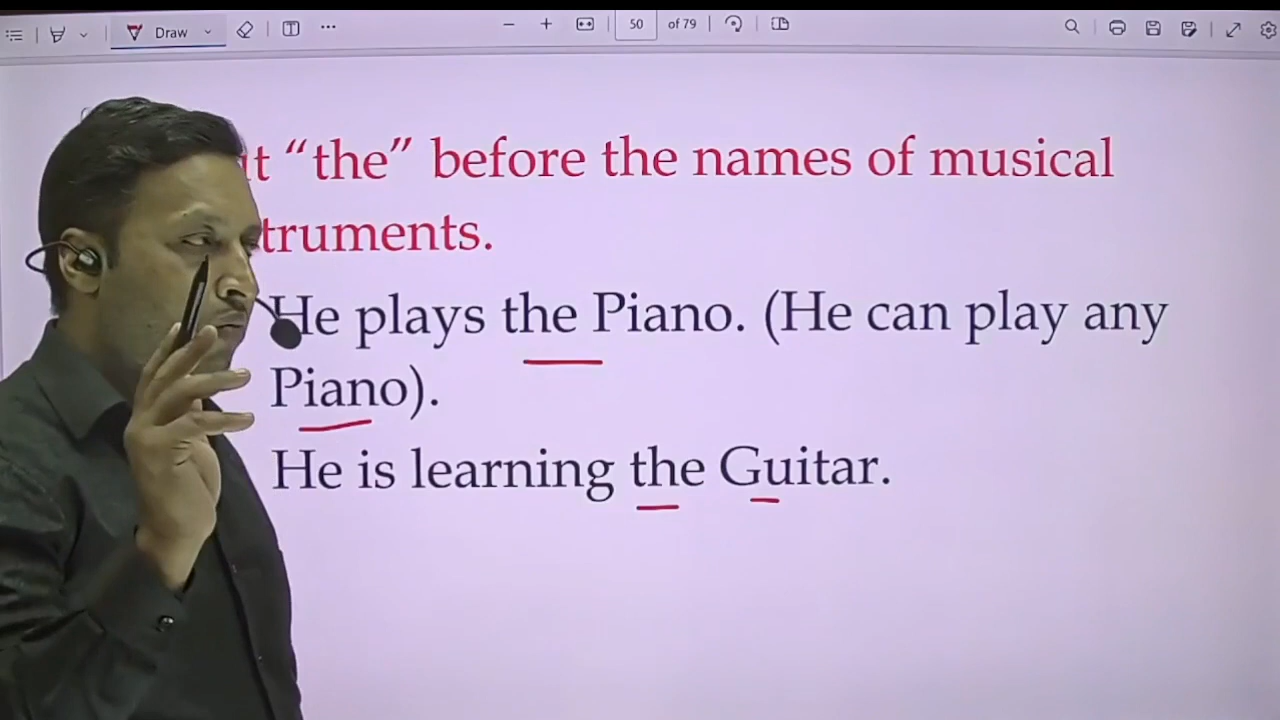 Draw
50 of 79
“the” before the names of musical
He plays the Piano. (He can play any
Piano).
He is learning the Guitar.